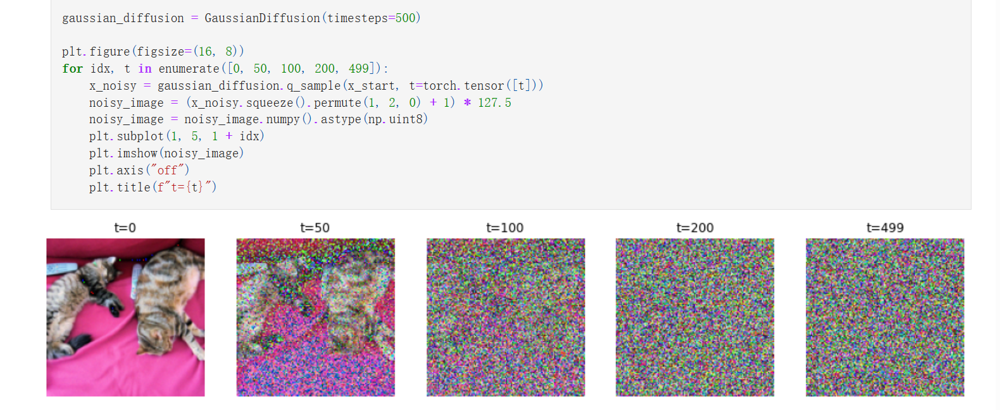 gaussian_diffusion = GaussianDiffusion(timesteps=500)
plt.figure(figsize=(16, 8))
for idx, t in enumerate([0, 50, 100, 200, 499]):
    x_noisy = gaussian_diffusion.q_sample(x_start, t=torch.tensor([t]))
    noisy_image = (x_noisy.squeeze().permute(1, 2, 0) + 1) * 127.5
    noisy_image = noisy_image.numpy().astype(np.uint8)
    plt.subplot(1, 5, 1 + idx)
    plt.imshow(noisy_image)
    plt.axis("off")
    plt.title(f"t={t}")
t=0 t=50 t=100 t=200 t=499